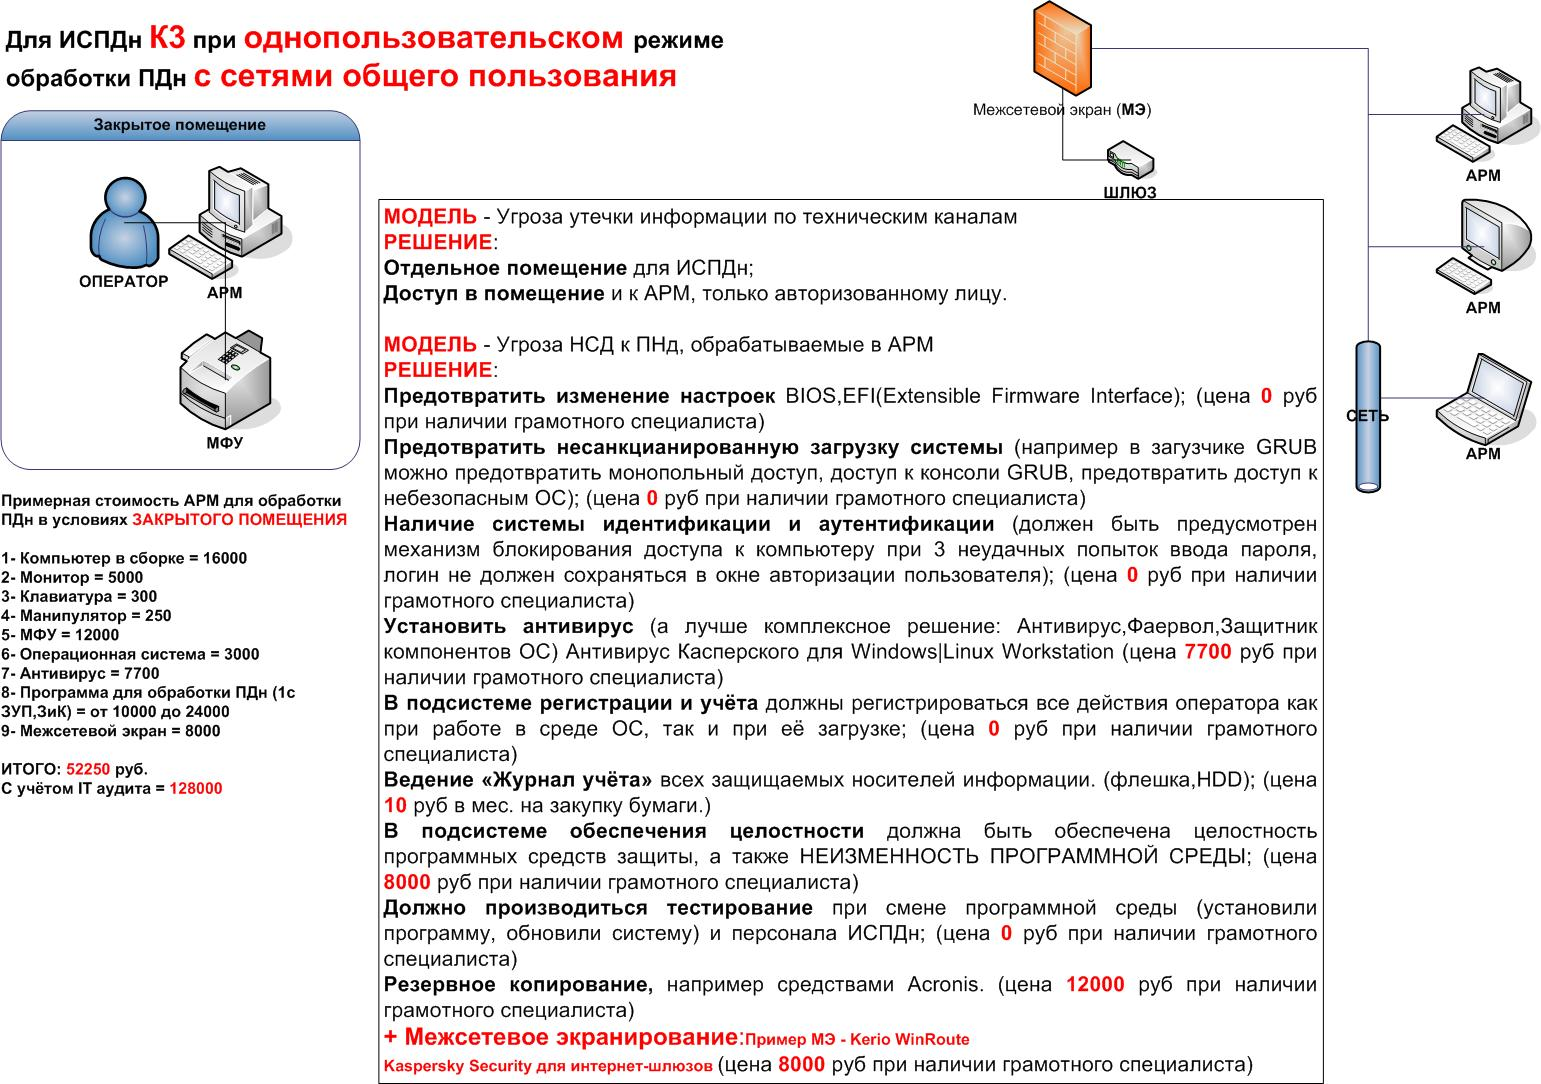 Для ИСПДн К3 при однопользовательском режиме
обработки ПДн с сетями общего пользования
Закрытое помещение
ОПЕРАТОР
АРМ
МФУ
Примерная стоимость АРМ для обработки
ПДн в условиях ЗАКРЫТОГО ПОМЕЩЕНИЯ
1- Компьютер в сборке = 16000
2- Монитор = 5000
3- Клавиатура = 300
4- Манипулятор = 250
5- МФУ = 12000
6- Операционная система = 3000
7- Антивирус = 7700
8- Программа для обработки ПДн (1с
ЗУП,ЗиК) = от 10000 до 24000
9- Межсетевой экран = 8000
ИТОГО: 52250 руб.
С учётом IT аудита = 128000
Межсетевой экран (МЭ)
ШЛЮЗ
МОДЕЛЬ - Угроза утечки информации по техническим каналам
РЕШЕНИЕ:
Отдельное помещение для ИСПДн;
Доступ в помещение и к АРМ, только авторизованному лицу.
МОДЕЛЬ - Угроза НСД к ПНд, обрабатываемые в АРМ
РЕШЕНИЕ:
Предотвратить изменение настроек BIOS,EFI(Extensible Firmware Interface); (цена 0 руб
при наличии грамотного специалиста)
Предотвратить несанкцианированную загрузку системы (например в загузчике GRUB
можно предотвратить монопольный доступ, доступ к консоли GRUB, предотвратить доступ к
небезопасным ОС); (цена 0 руб при наличии грамотного специалиста)
Наличие системы идентификации и аутентификации (должен быть предусмотрен
механизм блокирования доступа к компьютеру при 3 неудачных попыток ввода пароля,
логин не должен сохраняться в окне авторизации пользователя); (цена 0 руб при наличии
грамотного специалиста)
Установить антивирус (а лучше комплексное решение: Антивирус,Фаервол,Защитник
компонентов ОС) Антивирус Касперского для Windows|Linux Workstation (цена 7700 руб при
наличии грамотного специалиста)
В подсистеме регистрации и учёта должны регистрироваться все действия оператора как
при работе в среде ОС, так и при её загрузке; (цена 0 руб при наличии грамотного
специалиста)
Ведение «Журнал учёта» всех защищаемых носителей информации. (флешка,HDD); (цена
10 руб в мес. на закупку бумаги.)
В подсистеме обеспечения целостности должна быть обеспечена целостность
программных средств защиты, а также НЕИЗМЕННОСТЬ ПРОГРАММНОЙ СРЕДЫ; (цена
8000 руб при наличии грамотного специалиста)
Должно производиться тестирование при смене программной среды (установили
программу, обновили систему) и персонала ИСПДн; (цена 0 руб при наличии грамотного
специалиста)
Резервное копирование, например средствами Acronis. (цена 12000 руб при наличии
грамотного специалиста)
+ Межсетевое экранирование:Пример МЭ - Kerio WinRoute
Kaspersky Security для интернет-шлюзов (цена 8000 руб при наличии грамотного специалиста)
АРМ
АРМ
СЕТЬ
АРМ